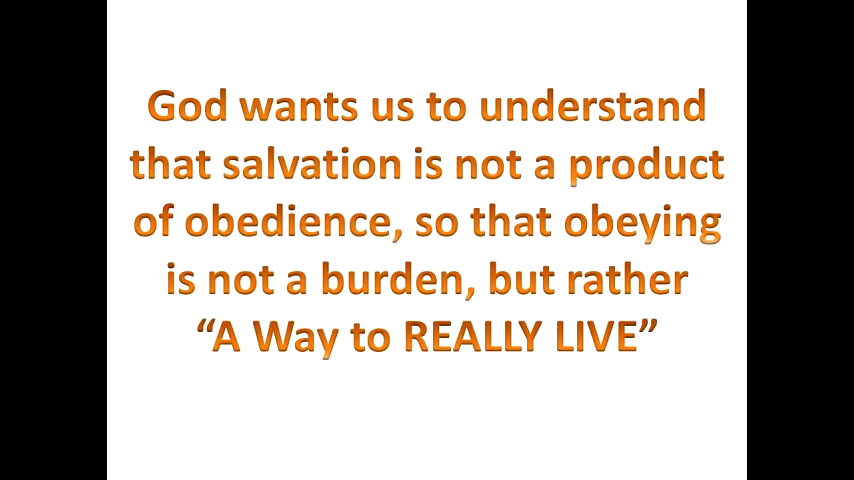 God wants us to understand
that salvation is not a product
of obedience, so that obeying
is not a burden, but rather
“A Way to REALLY LIVE”